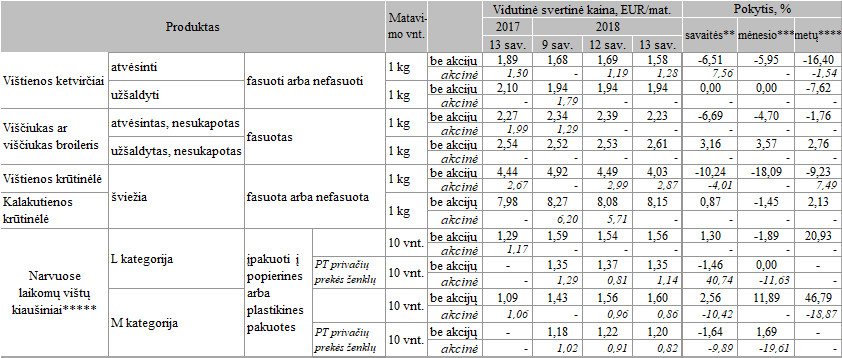 Produktas Matavi-mo vnt. Vidutinė svertinė kaina, EUR/mat. Pokytis, %
2017 2018 savaitės** mėnesio*** metų****
13 sav. 9 sav. 12 sav. 13 sav.
Vištienos ketvirčiai atvėsinti fasuoti arba nefasuoti 1 kg be akcijų 1,89 1,68 1,69 1,58 -6,51 -5,95 -16,40
akcinė 1,30 - 1,19 1,28 7,56 - -1,54
užšaldyti 1 kg be akcijų 2,10 1,94 1,94 1,94 0,00 0,00 -7,62
akcinė - 1,79 - - - - -
Viščiukas ar viščiukas broileris atvėsintas, nesukapotas fasuotas 1 kg be akcijų 2,27 2,34 2,39 2,23 -6,69 -4,70 -1,76
akcinė 1,99 1,29 - - - - -
užšaldytas, nesukapotas 1 kg be akcijų 2,54 2,52 2,53 2,61 3,16 3,57 2,76
akcinė - - - - - - -
Vištienos krūtinėlė šviežia fasuota arba nefasuota 1 kg be akcijų 4,44 4,92 4,49 4,03 -10,24 -18,09 -9,23
akcinė 2,67 - 2,99 2,87 -4,01 - 7,49
Kalakutienos krūtinėlė 1 kg be akcijų 7,98 8,27 8,08 8,15 0,87 -1,45 2,13
akcinė - 6,20 5,71 - - - -
Narvuose laikomų vištų kiaušiniai***** L kategorija įpakuoti į popierines arba plastikines pakuotes 10 vnt. be akcijų 1,29 1,59 1,54 1,56 1,30 -1,89 20,93
akcinė 1,17 - - - - - -
PT privačių prekės ženklų 10 vnt. be akcijų - 1,35 1,37 1,35 -1,46 0,00 -
akcinė - 1,29 0,81 1,14 40,74 -11,63 -
M kategorija 10 vnt. be akcijų 1,09 1,43 1,56 1,60 2,56 11,89 46,79
akcinė 1,06 - 0,96 0,86 -10,42 - -18,87
PT privačių prekės ženklų 10 vnt. be akcijų - 1,18 1,22 1,20 -1,64 1,69 -
akcinė - 1,02 0,91 0,82 -9,89 -19,61 -